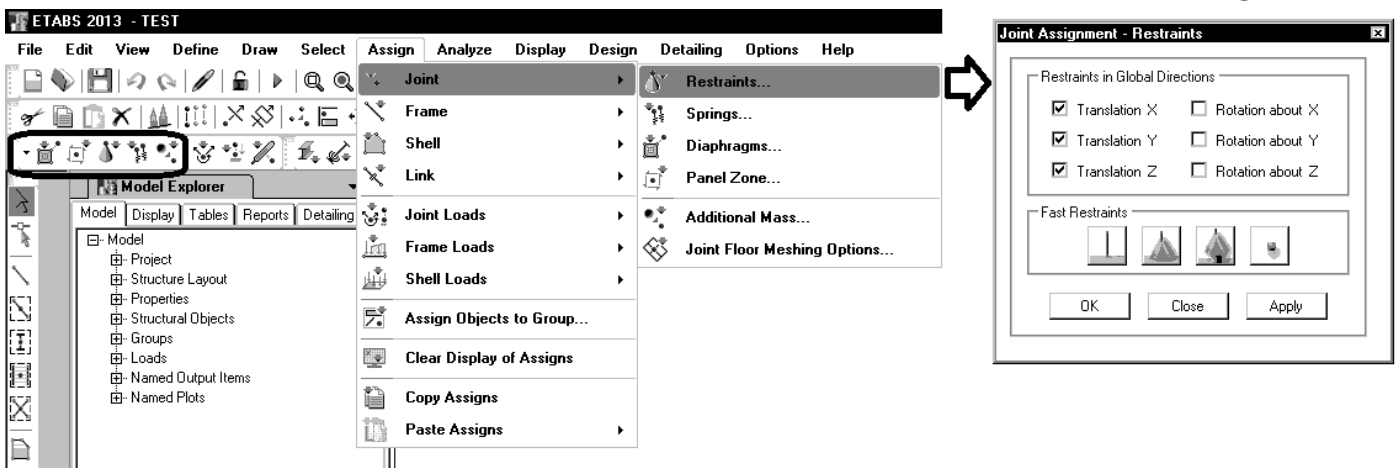 ETABS 2013 - TEST
File Edit View Define Draw Select Assign Analyze Display Design Detailing Options Help
Joint
Frame
Shell
Link
Joint Loads
Frame Loads
Shell Loads
Assign Objects to Group...
Clear Display of Assigns
Copy Assigns
Paste Assigns
Restraints...
Springs...
Diaphragms...
Panel Zone...
Additional Mass...
Joint Floor Meshing Options...
Model Explorer
Model Display Tables Reports Detailing
Model
Project
Structure Layout
Properties
Structural Objects
Groups
Loads
Named Output Items
Named Plots
Joint Assignment - Restraints
Restraints in Global Directions
Translation X Rotation about X
Translation Y Rotation about Y
Translation Z Rotation about Z
Fast Restraints
OK Close Apply